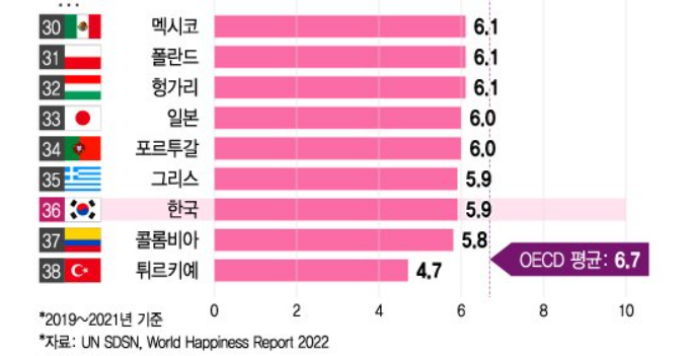 ...
30 멕시코 6.1
31 폴란드 6.1
32 헝가리 6.1
33 일본 6.0
34 포르투갈 6.0
35 그리스 5.9
36 한국 5.9
37 콜롬비아 5.8
OECD 평균: 6.7
38 튀르키예 4.7
0 2 4 6 8 10
*2019~2021년 기준
*자료: UN SDSN, World Happiness Report 2022